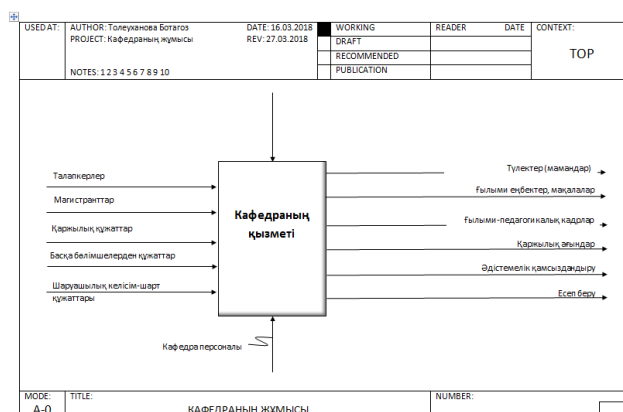 USED AT:
AUTHOR: Толеуханова Ботагоз
DATE: 16.03.2018
WORKING
READER
DATE
CONTEXT:
PROJECT: Кафедраның жұмысы
REV: 27.03.2018
DRAFT
RECOMMENDED
TOP
NOTES: 1 2 3 4 5 6 7 8 9 10
PUBLICATION
Талапкерлер
Магистранттар
Қаржылық құжаттар
Басқа бөлімшелерден құжаттар
Шаруашылық келісім-шарт
құжаттары
Кафедраның
қызметі
Түлектер (мамандар)
Ғылыми еңбектер, мақалалар
Ғылыми-педагогикалық кадрлар
Қаржылық ағындар
Әдістемелік қамсыздандыру
Есеп беру
Кафедра персоналы
MODE:
TITLE:
NUMBER:
A-0
КАФЕДРАНЫҢ ЖҰМЫСЫ